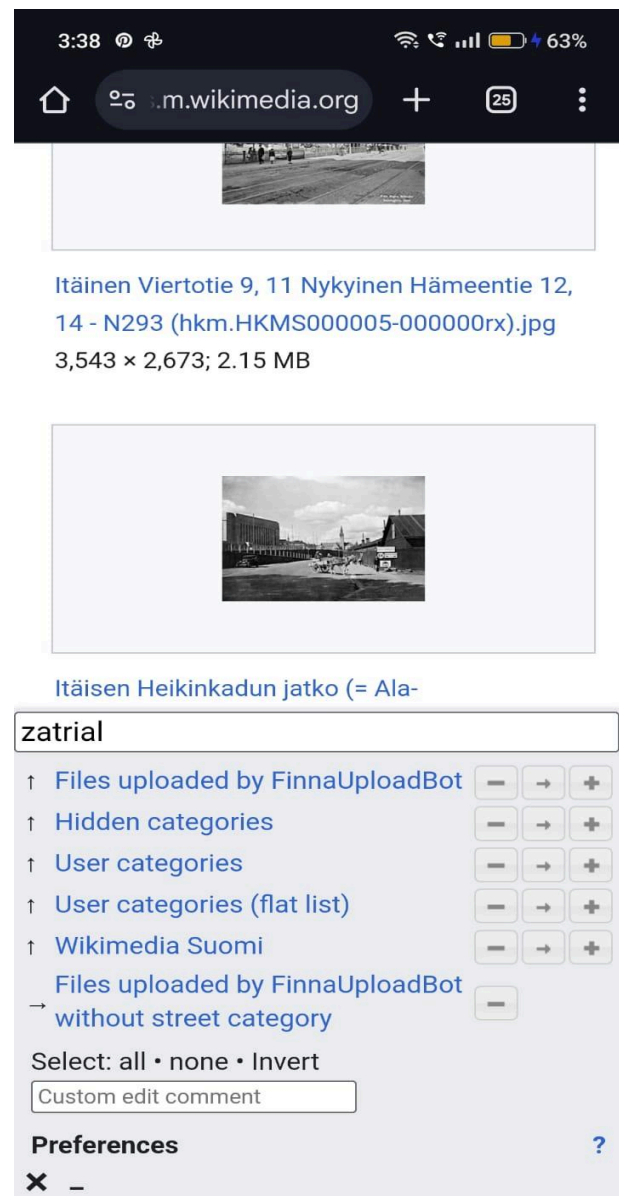 3:38 63%
m.wikimedia.org 25
Itäinen Viertotie 9, 11 Nykyinen Hämeentie 12,
14 - N293 (hkm.HKMS000005-000000rx).jpg
3,543 × 2,673; 2.15 MB
Itäisen Heikinkadun jatko (= Ala-
zatrial
↑ Files uploaded by FinnaUploadBot − → +
↑ Hidden categories − → +
↑ User categories − → +
↑ User categories (flat list) − → +
↑ Wikimedia Suomi − → +
→ Files uploaded by FinnaUploadBot
without street category −
Select: all • none • Invert
Custom edit comment
Preferences ?
× –